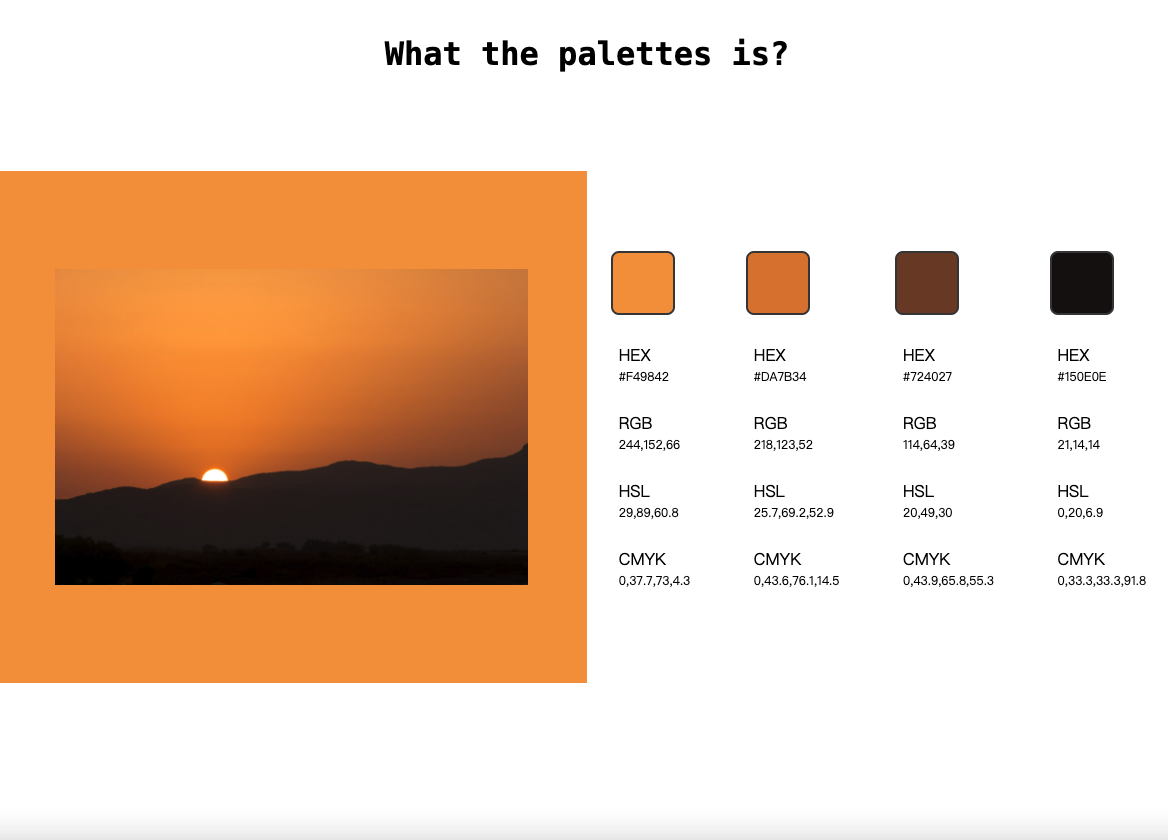 What the palettes is?
HEX
#F49842
RGB
244,152,66
HSL
29,89,60.8
CMYK
0,37.7,73,4.3
HEX
#DA7B34
RGB
218,123,52
HSL
25.7,69.2,52.9
CMYK
0,43.6,76.1,14.5
HEX
#724027
RGB
114,64,39
HSL
20,49,30
CMYK
0,43.9,65.8,55.3
HEX
#150E0E
RGB
21,14,14
HSL
0,20,6.9
CMYK
0,33.3,33.3,91.8